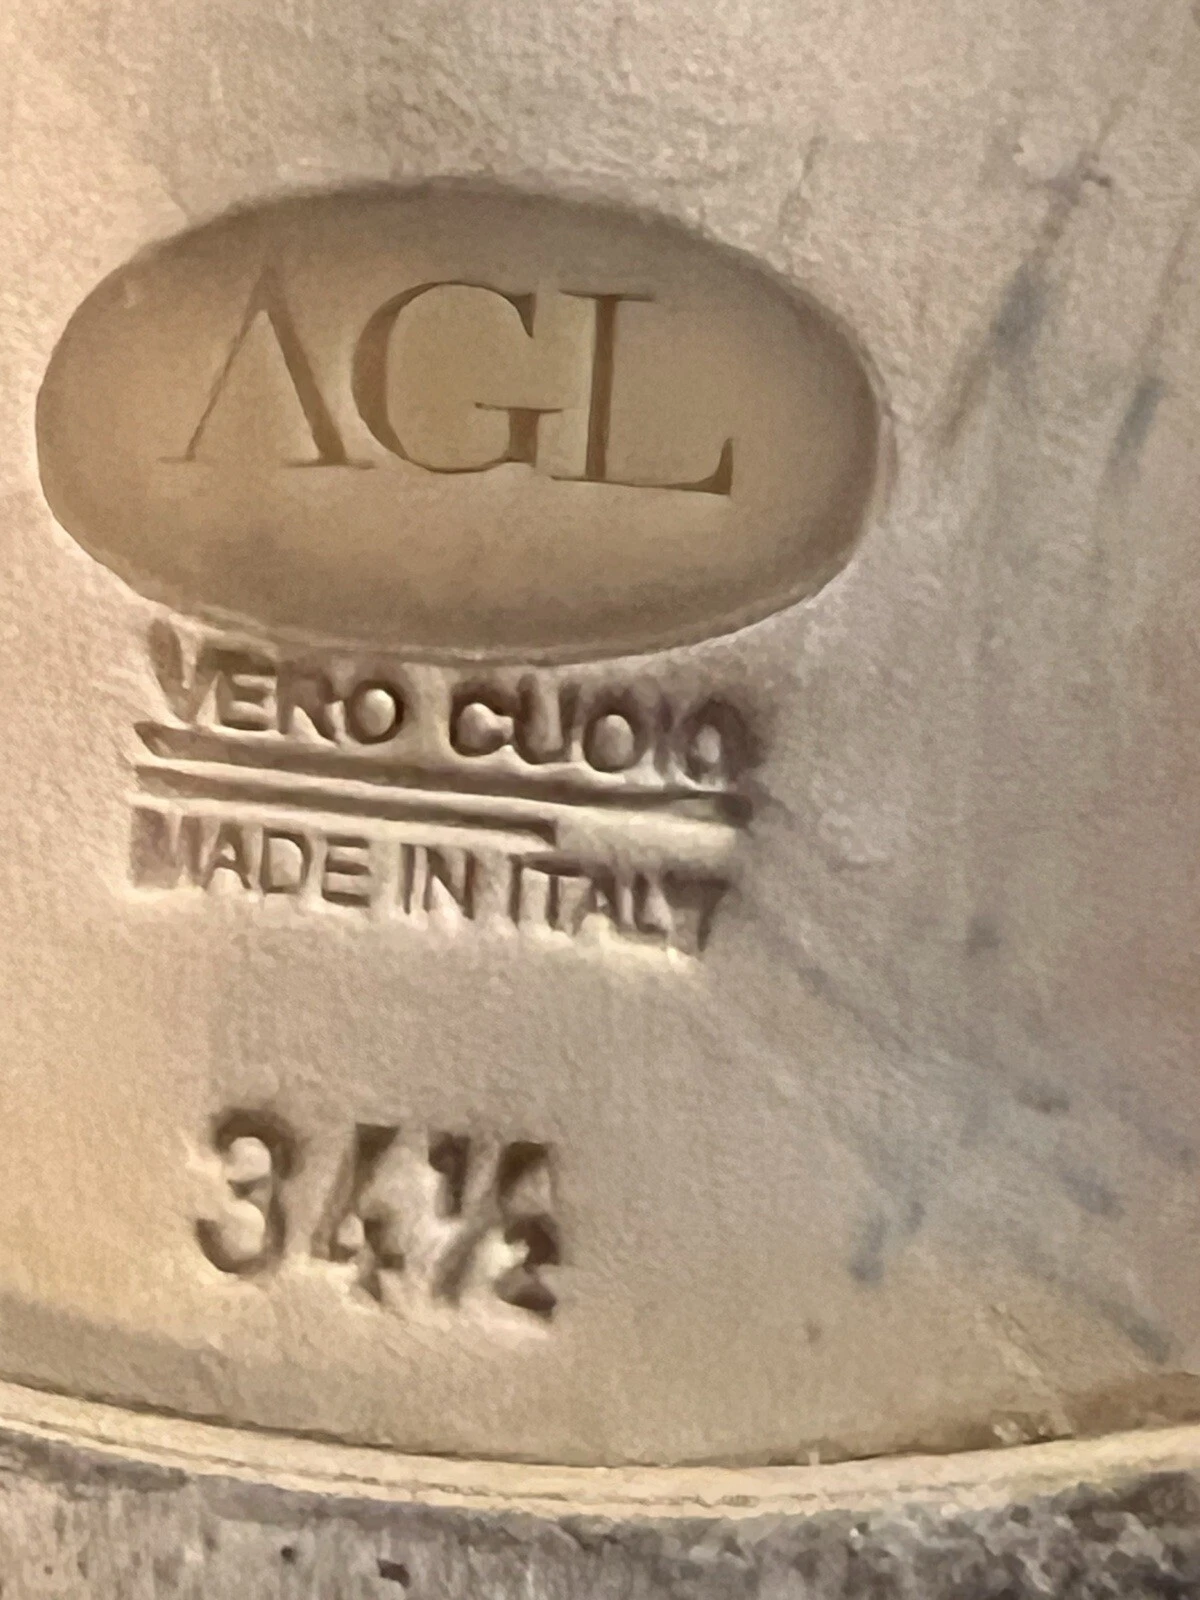 AGL
VERO CUOIO
MADE IN ITALY
34½